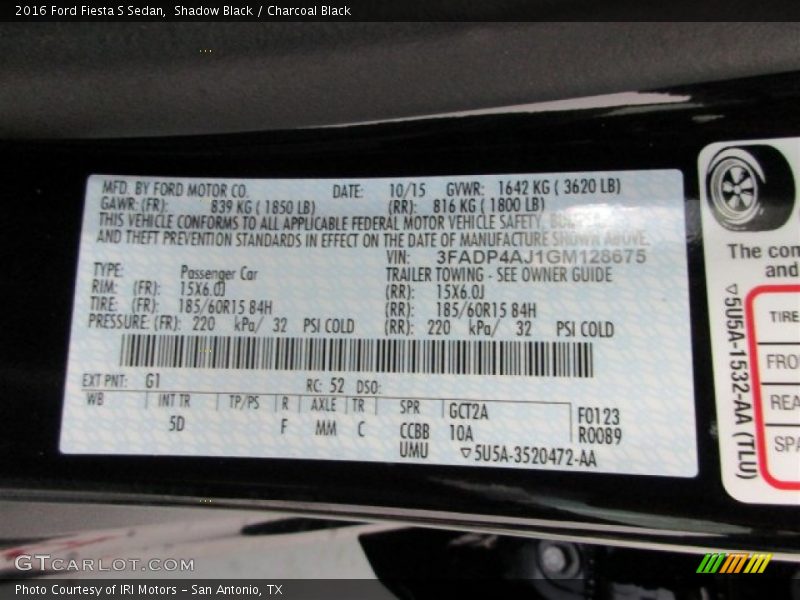 2016 Ford Fiesta S Sedan, Shadow Black / Charcoal Black
MFD. BY FORD MOTOR CO. DATE: 10/15 GVWR: 1642 KG ( 3620 LB)
GAWR: (FR): 839 KG ( 1850 LB) (RR): 816 KG ( 1800 LB)
THIS VEHICLE CONFORMS TO ALL APPLICABLE FEDERAL MOTOR VEHICLE SAFETY,
AND THEFT PREVENTION STANDARDS IN EFFECT ON THE DATE OF MANUFACTURE SHOWN ABOVE.
VIN: 3FADP4AJ1GM128675
TYPE: Passenger Car TRAILER TOWING - SEE OWNER GUIDE
RIM: (FR): 15X6.0J (RR): 15X6.0J
TIRE: (FR): 185/60R15 84H (RR): 185/60R15 84H
PRESSURE: (FR): 220 kPa/ 32 PSI COLD (RR): 220 kPa/ 32 PSI COLD
EXT PNT: G1 RC: 52 DSO:
WB INT TR TP/PS R AXLE TR SPR GCT2A F0123
5D F MM C CCBB 10A R0089
UMU ▽5U5A-3520472-AA
The con
and
▽5U5A-1532-AA (TLU)
TIRE
FRO
REA
SPA
GTCARLOT.COM
Photo Courtesy of IRI Motors - San Antonio, TX